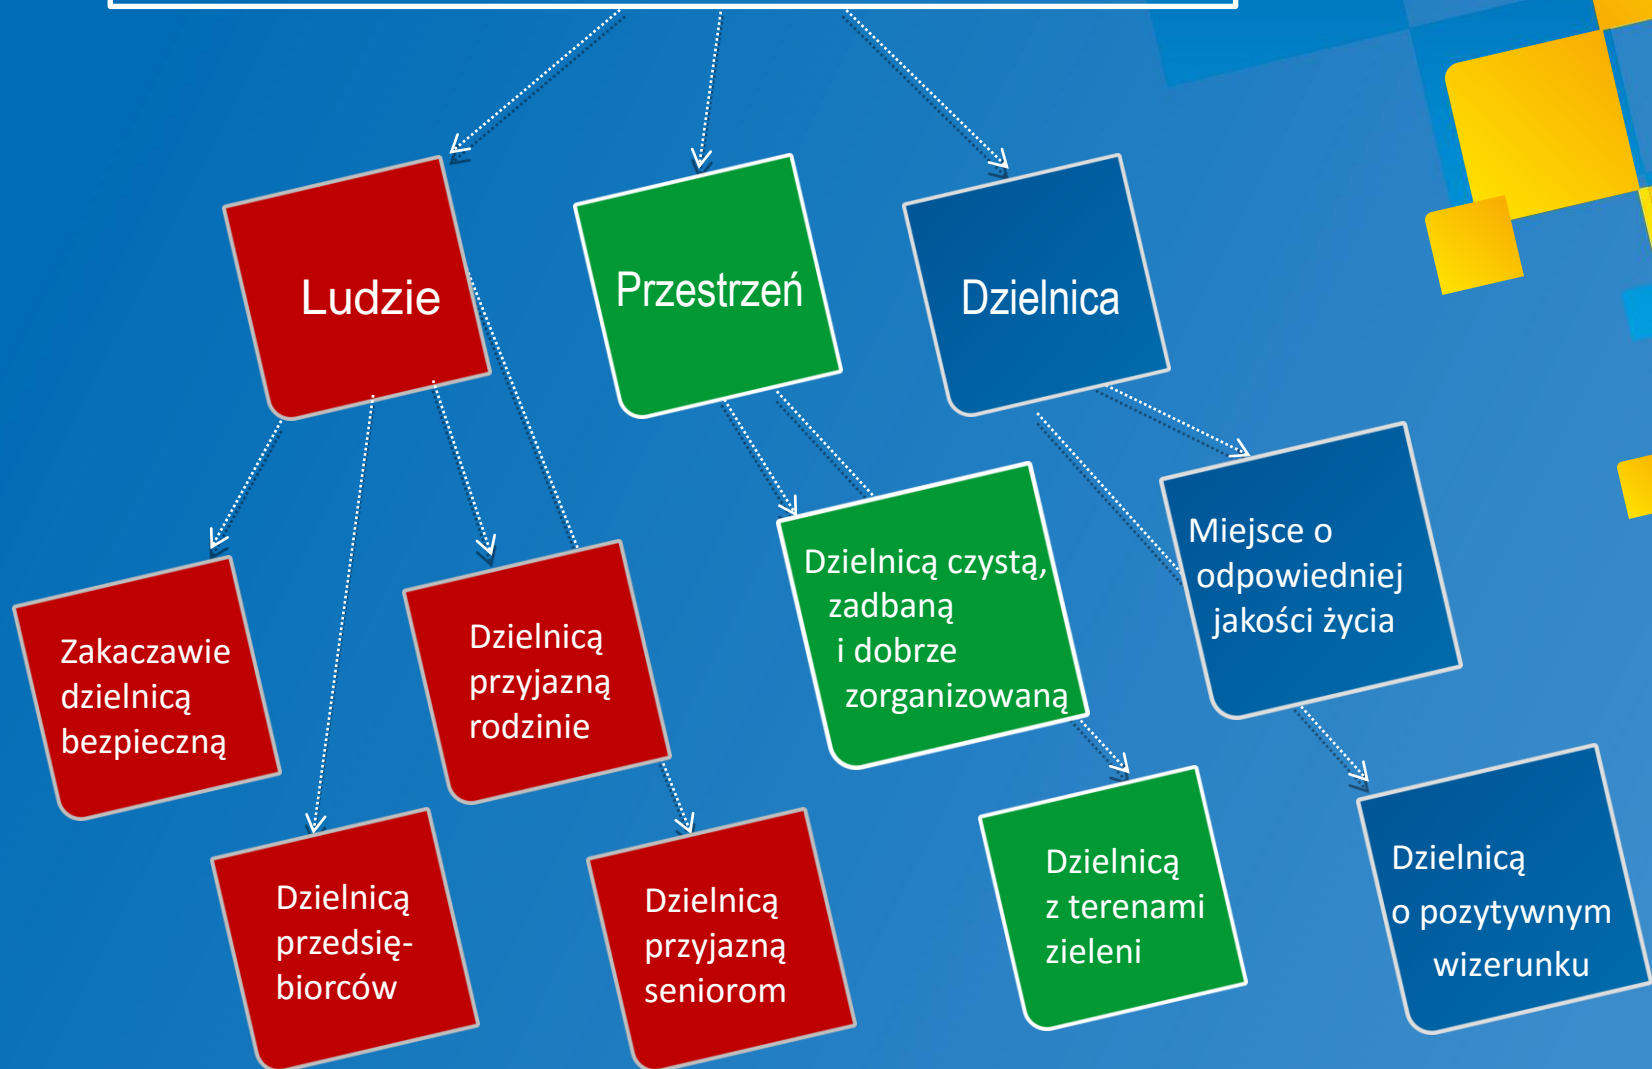 Ludzie
Przestrzeń
Dzielnica
Zakaczawie
dzielnicą
bezpieczną
Dzielnicą
przyjazną
rodzinie
Dzielnicą czystą,
zadbaną
i dobrze
zorganizowaną
Miejsce o
odpowiedniej
jakości życia
Dzielnicą
przedsię-
biorców
Dzielnicą
przyjazną
seniorom
Dzielnicą
z terenami
zieleni
Dzielnicą
o pozytywnym
wizerunku